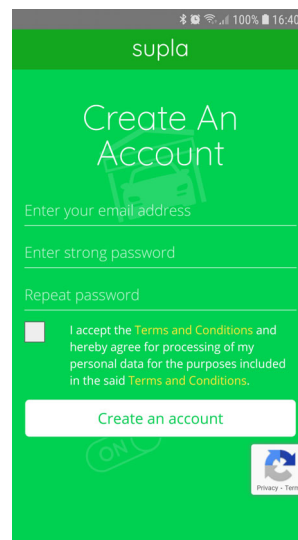 100% 16:40
supla
Create An
Account
Enter your email address
Enter strong password
Repeat password
I accept the Terms and Conditions and
hereby agree for processing of my
personal data for the purposes included
in the said Terms and Conditions.
Create an account
ON
Privacy - Term